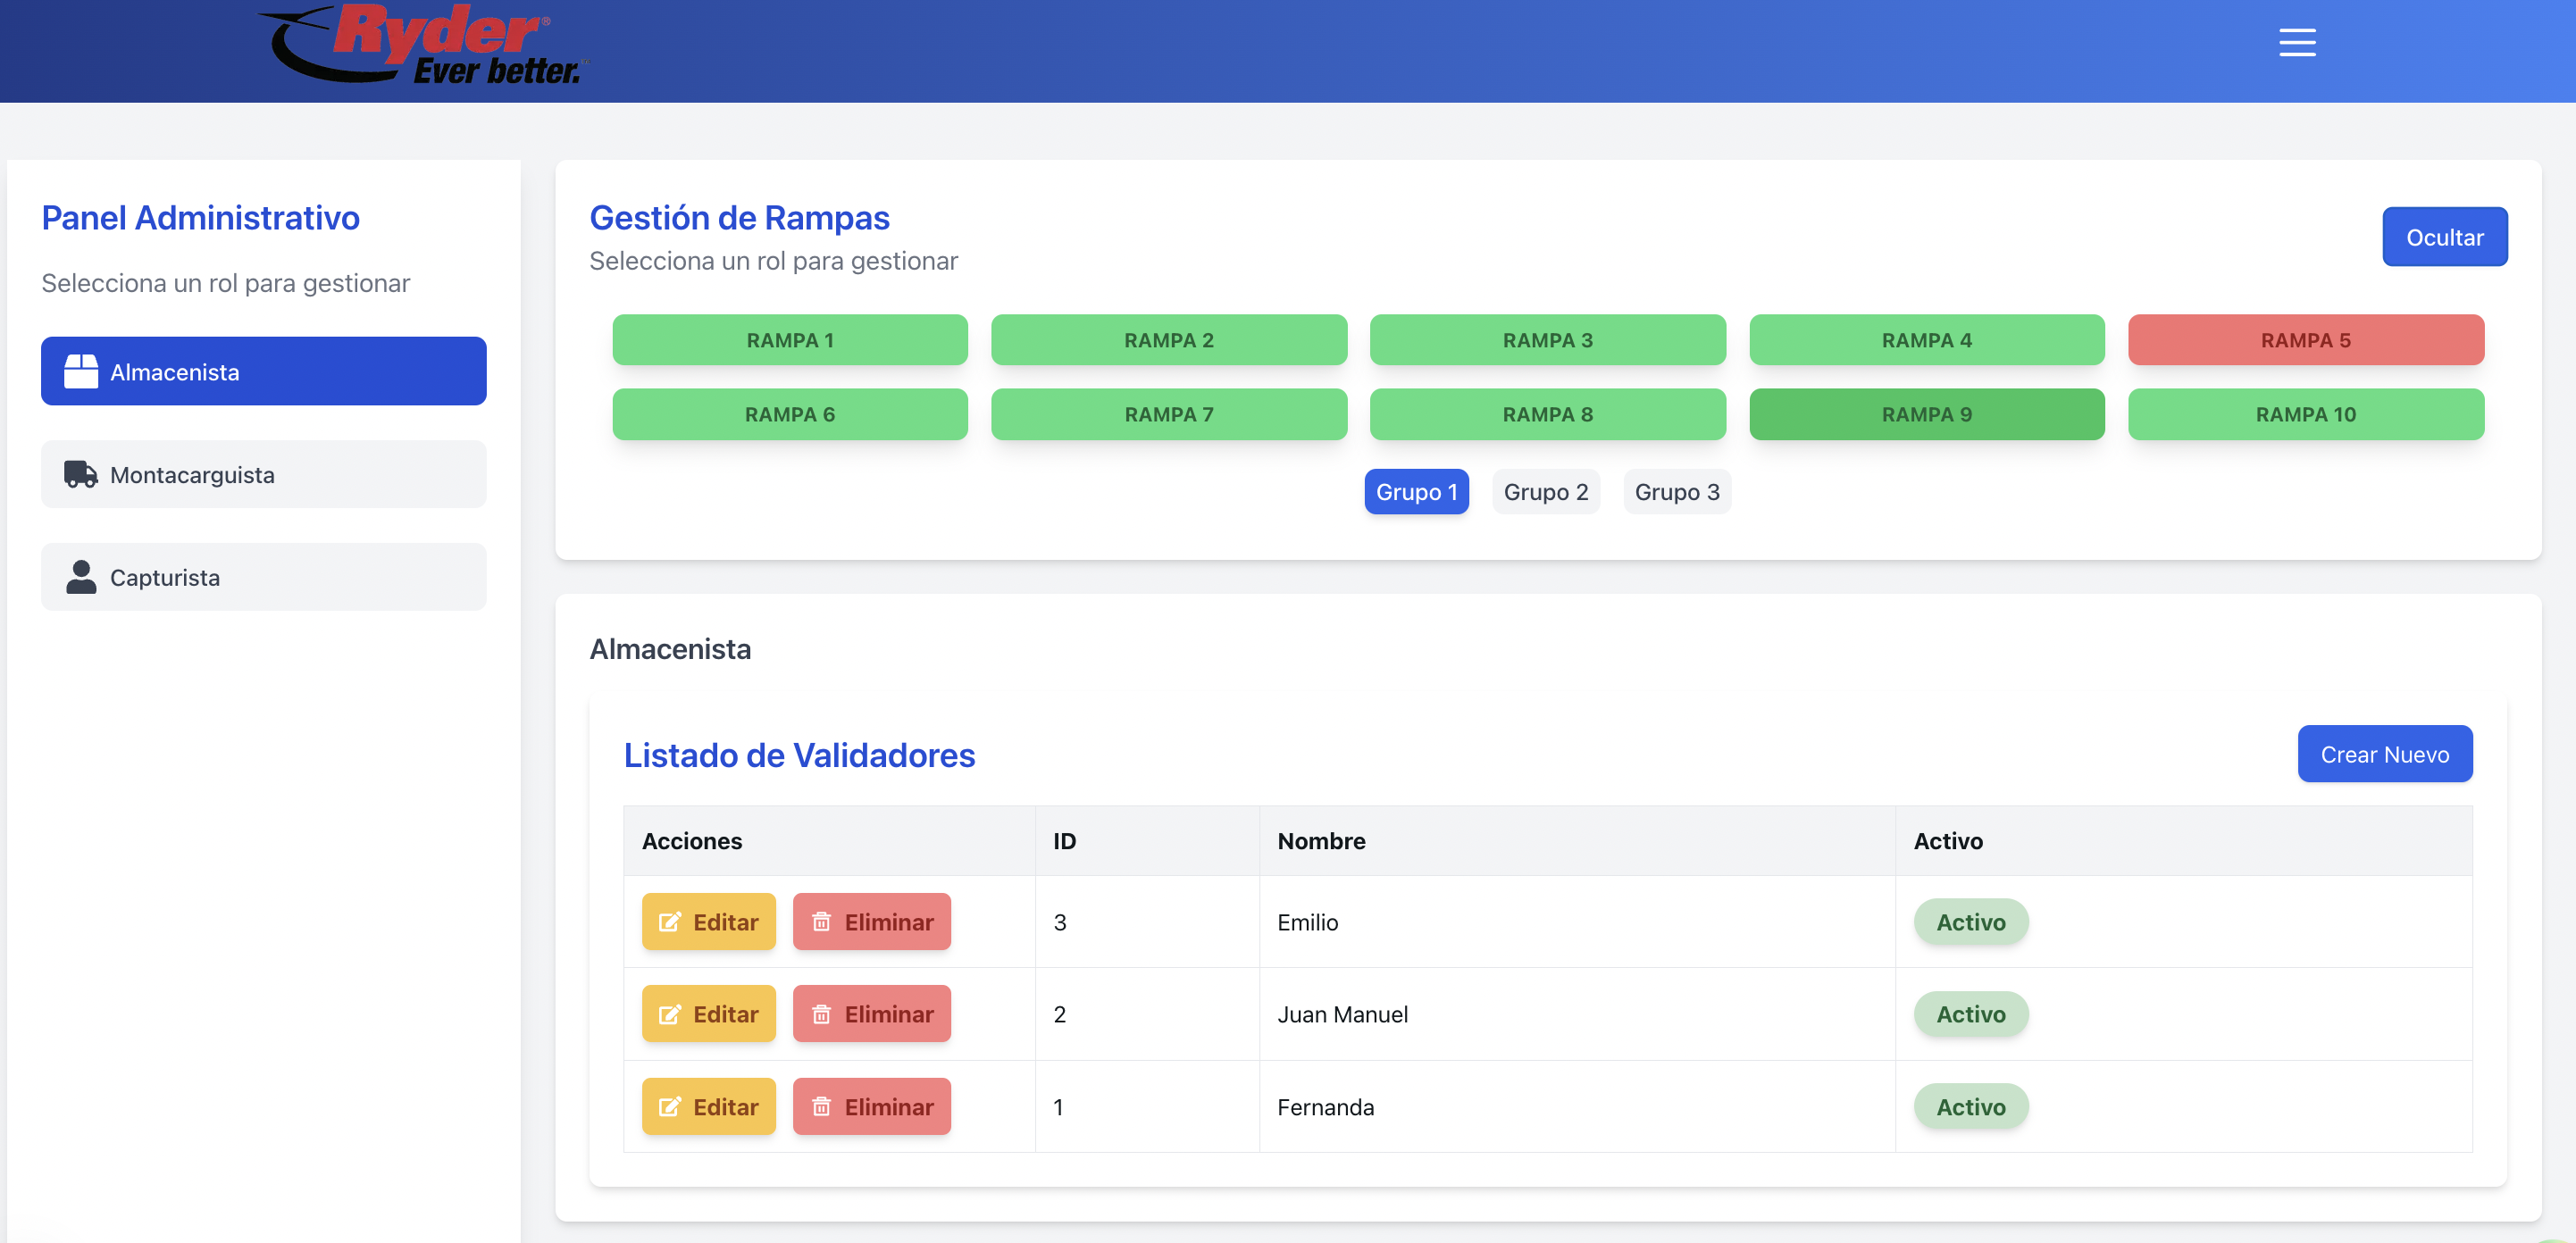 Ryder®
Ever better.™
Panel Administrativo
Selecciona un rol para gestionar
Almacenista
Montacarguista
Capturista
Gestión de Rampas
Selecciona un rol para gestionar
Ocultar
RAMPA 1 RAMPA 2 RAMPA 3 RAMPA 4 RAMPA 5
RAMPA 6 RAMPA 7 RAMPA 8 RAMPA 9 RAMPA 10
Grupo 1 Grupo 2 Grupo 3
Almacenista
Listado de Validadores
Crear Nuevo
Acciones ID Nombre Activo
Editar Eliminar 3 Emilio Activo
Editar Eliminar 2 Juan Manuel Activo
Editar Eliminar 1 Fernanda Activo